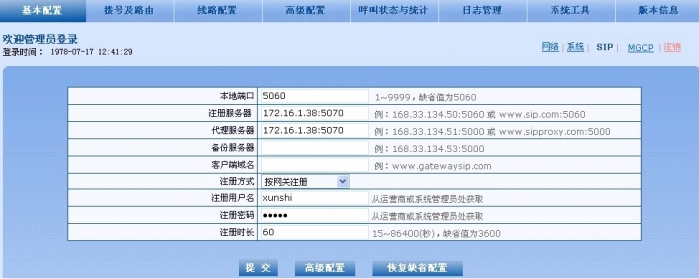 基本配置 拨号及路由 线路配置 高级配置 呼叫状态与统计 日志管理 系统工具 版本信息
欢迎管理员登录
登录时间： 1978-07-17 12:41:29
网络 | 系统 | SIP | MGCP | 注销
本地端口 5060 1~9999，缺省值为5060
注册服务器 172.16.1.38:5070 例：168.33.134.50:5060 或 www.sip.com:5060
代理服务器 172.16.1.38:5070 例：168.33.134.51:5000 或 www.sipproxy.com:5000
备份服务器 例：168.33.134.53:5000
客户端域名 例：www.gatewaysip.com
注册方式 按网关注册
注册用户名 xunshi 从运营商或系统管理员处获取
注册密码 ●●●●● 从运营商或系统管理员处获取
注册时长 60 15~86400(秒)，缺省值为3600
提 交 高级配置 恢复缺省配置